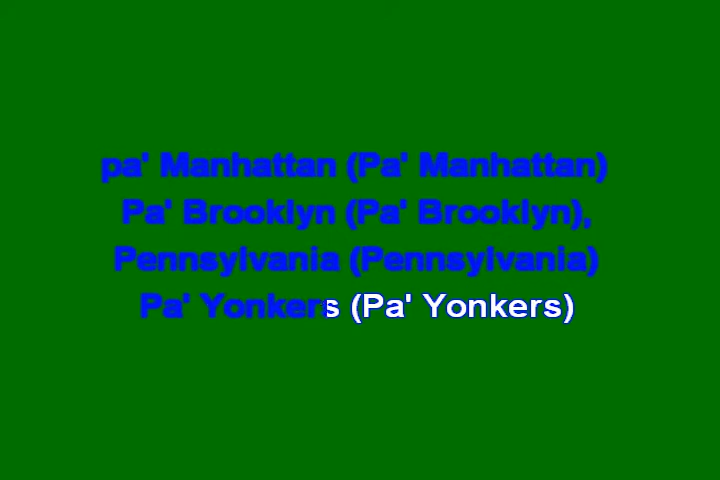 pa' Manhattan (Pa' Manhattan)
Pa' Brooklyn (Pa' Brooklyn),
Pennsylvania (Pennsylvania)
Pa' Yonkers (Pa' Yonkers)